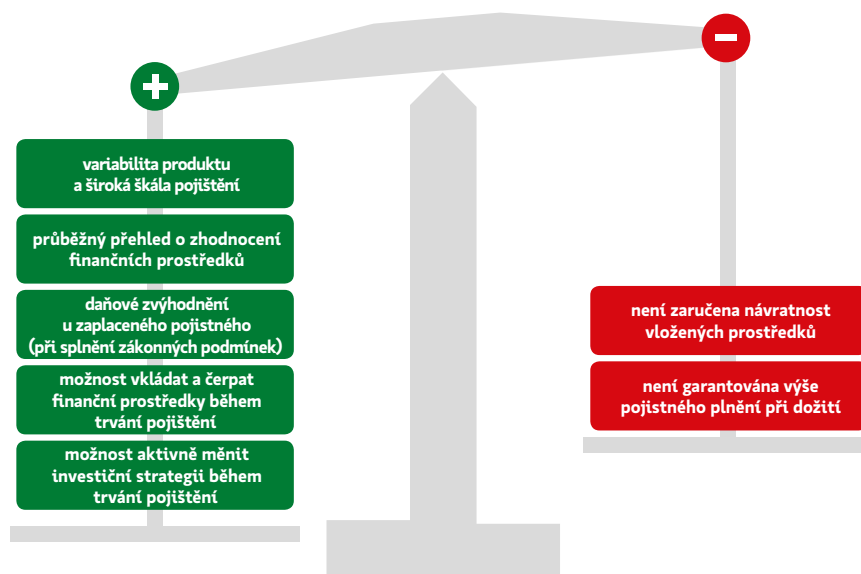 variabilita produktu
a široká škála pojištění
průběžný přehled o zhodnocení
finančních prostředků
daňové zvýhodnění
u zaplaceného pojistného
(při splnění zákonných podmínek)
možnost vkládat a čerpat
finanční prostředky během
trvání pojištění
možnost aktivně měnit
investiční strategii během
trvání pojištění
není zaručena návratnost
vložených prostředků
není garantována výše
pojistného plnění při dožití